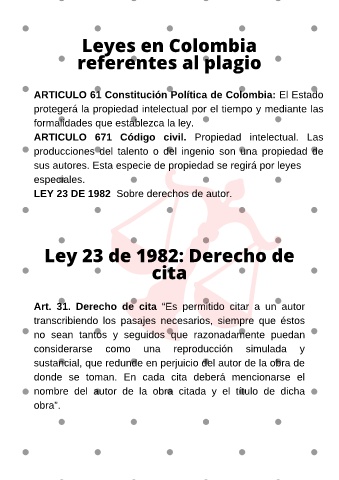 Leyes en Colombia
referentes al plagio
ARTICULO 61 Constitución Política de Colombia: El Estado
protegerá la propiedad intelectual por el tiempo y mediante las
formalidades que establezca la ley.
ARTICULO 671 Código civil. Propiedad intelectual. Las
producciones del talento o del ingenio son una propiedad de
sus autores. Esta especie de propiedad se regirá por leyes
especiales.
LEY 23 DE 1982 Sobre derechos de autor.
Ley 23 de 1982: Derecho de
cita
Art. 31. Derecho de cita “Es permitido citar a un autor
transcribiendo los pasajes necesarios, siempre que éstos
no sean tantos y seguidos que razonadamente puedan
considerarse como una reproducción simulada y
sustancial, que redunde en perjuicio del autor de la obra de
donde se toman. En cada cita deberá mencionarse el
nombre del autor de la obra citada y el título de dicha
obra”.